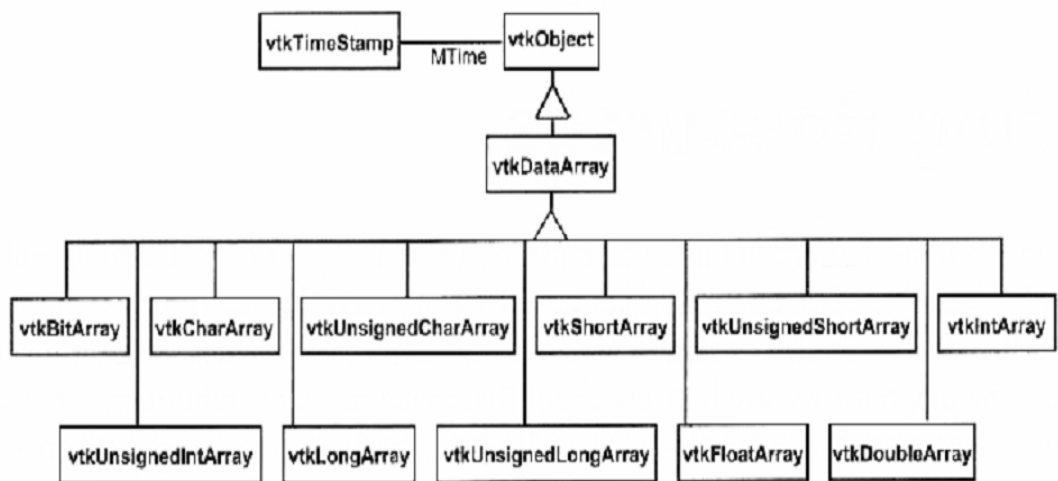 vtkTimeStamp
MTime
vtkObject
vtkDataArray
vtkBitArray
vtkCharArray
vtkUnsignedCharArray
vtkShortArray
vtkUnsignedShortArray
vtkIntArray
vtkUnsignedIntArray
vtkLongArray
vtkUnsignedLongArray
vtkFloatArray
vtkDoubleArray